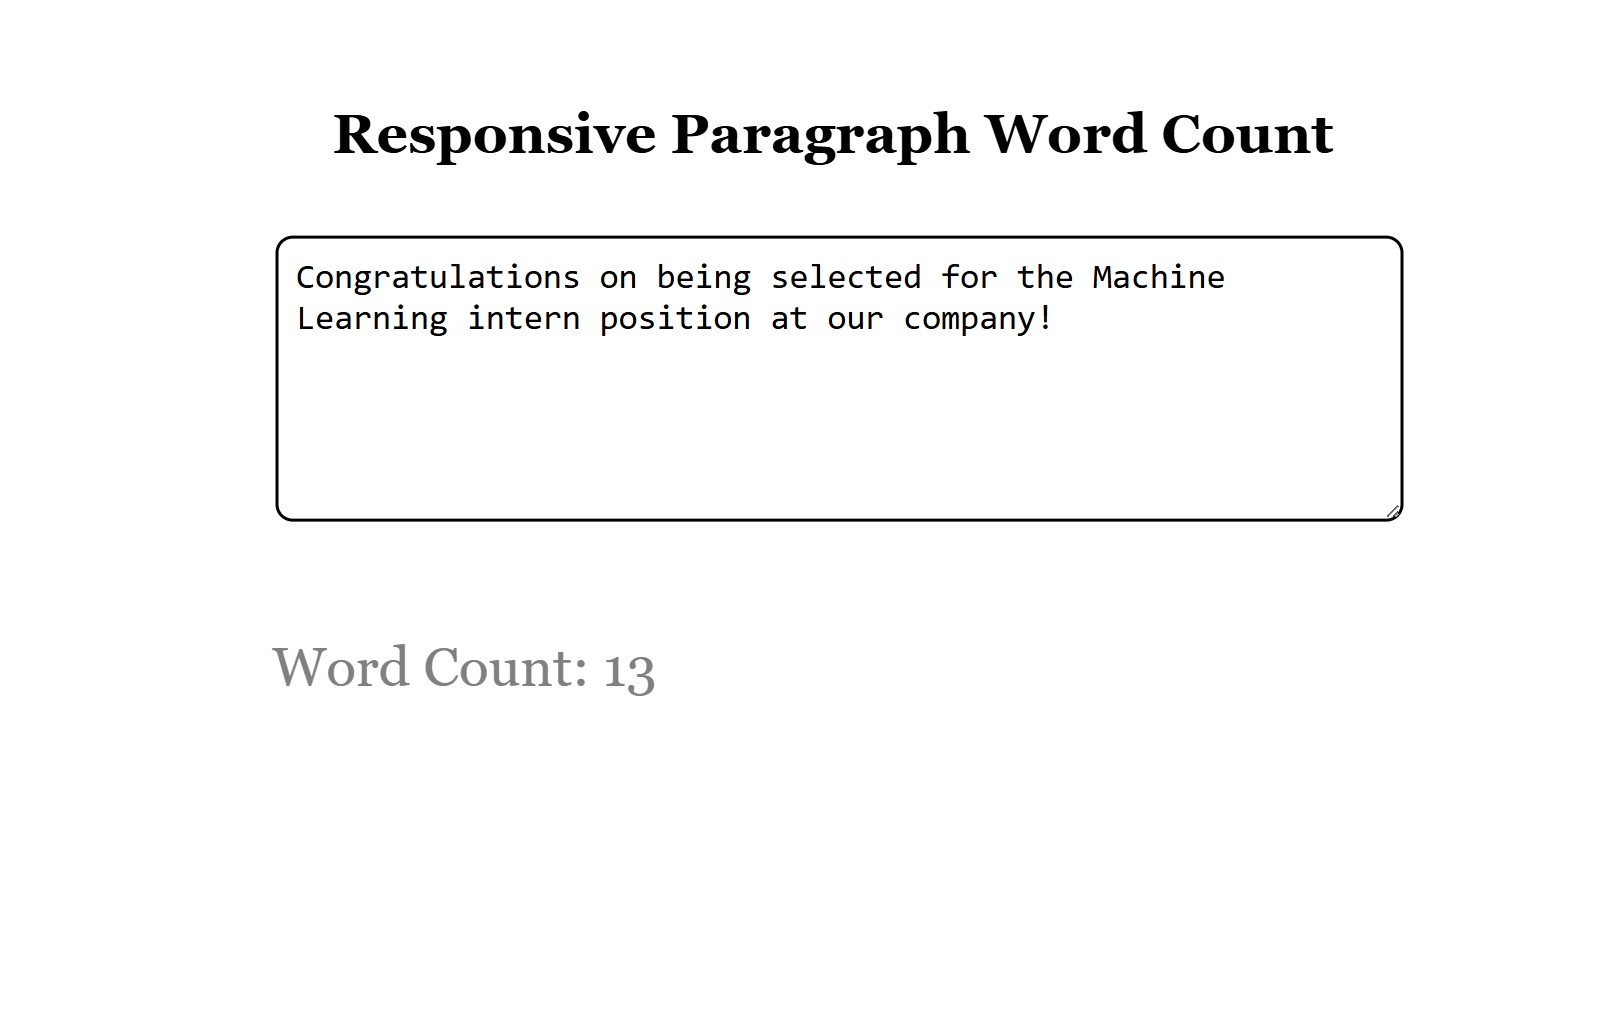 Responsive Paragraph Word Count
Congratulations on being selected for the Machine
Learning intern position at our company!
Word Count: 13